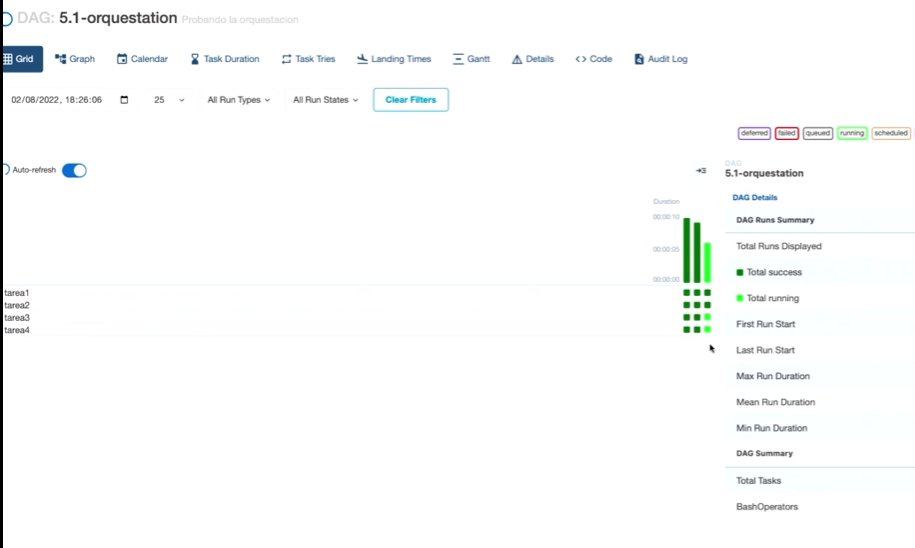 DAG: 5.1-orquestation Probando la orquestacion
Grid Graph Calendar Task Duration Task Tries Landing Times Gantt Details <> Code Audit Log
02/08/2022, 18:26:06 25 All Run Types All Run States Clear Filters
deferred failed queued running scheduled
Auto-refresh
DAG
5.1-orquestation
DAG Details
Duration
00:00:10
00:00:05
00:00:00
tarea1
tarea2
tarea3
tarea4
DAG Runs Summary
Total Runs Displayed
Total success
Total running
First Run Start
Last Run Start
Max Run Duration
Mean Run Duration
Min Run Duration
DAG Summary
Total Tasks
BashOperators